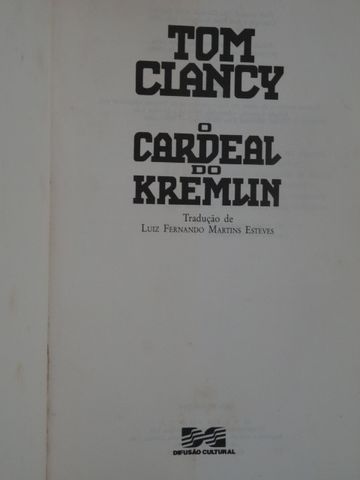 TOM
CLANCY
O
CARDEAL
DO
KREMLIN
Tradução de
LUIZ FERNANDO MARTINS ESTEVES
DIFUSÃO CULTURAL